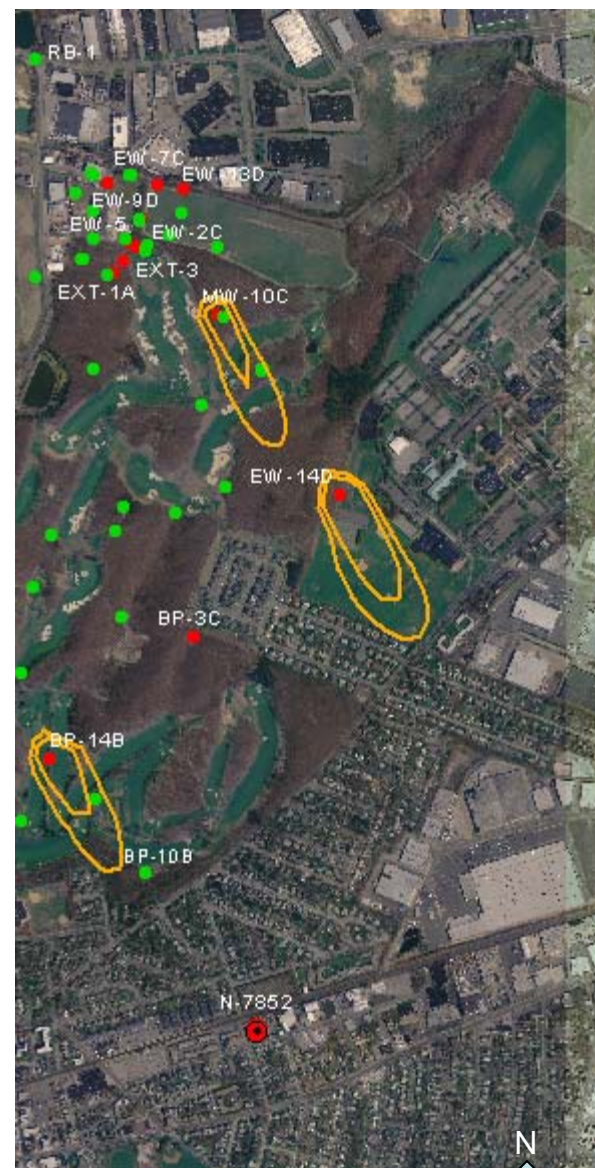 RB-1
EW-7C
EW-13D
EW-9D
EW-5
EW-2C
EXT-3
EXT-1A
MW-10C
EW-14D
BP-3C
BP-14B
BP-10B
N-7852
N